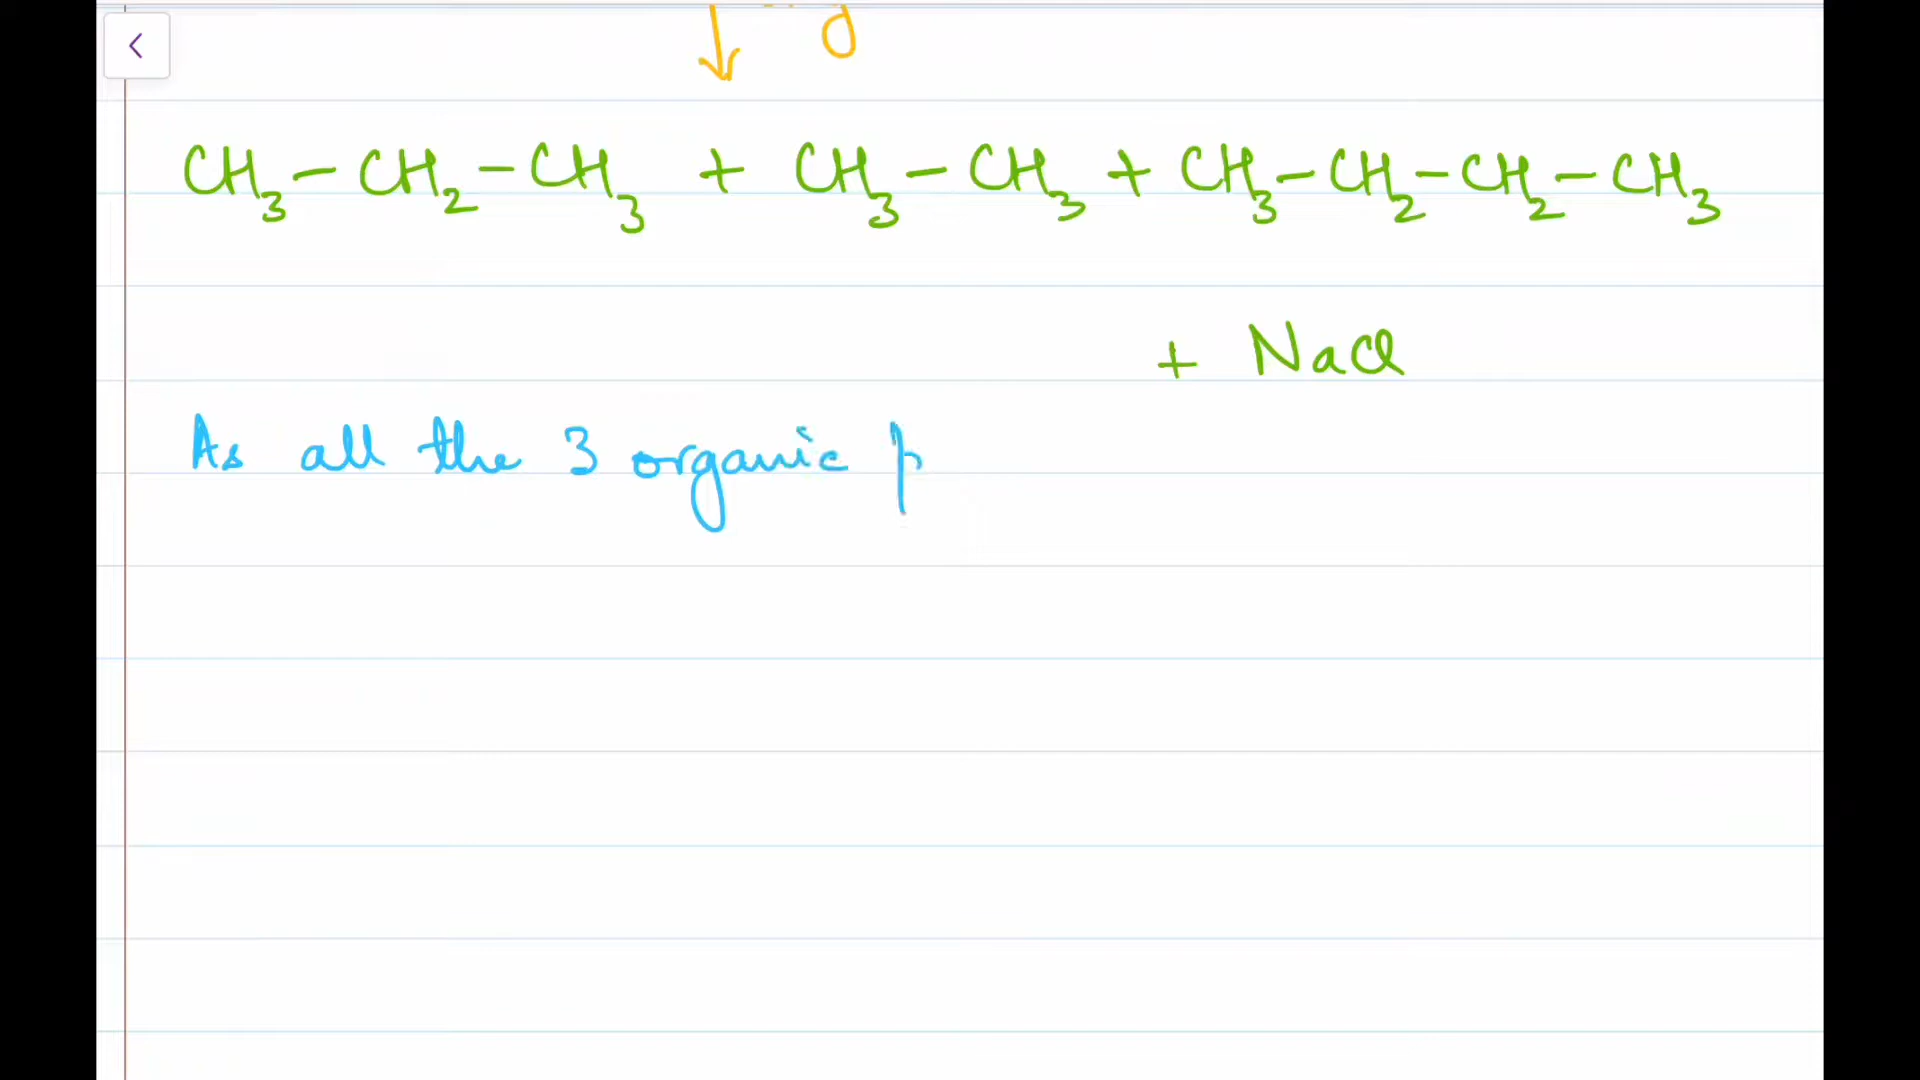 CH₃ – CH₂ – CH₃ + CH₃ – CH₃ + CH₃ – CH₂ – CH₂ – CH₃
+ NaCl
As all the 3 organic p